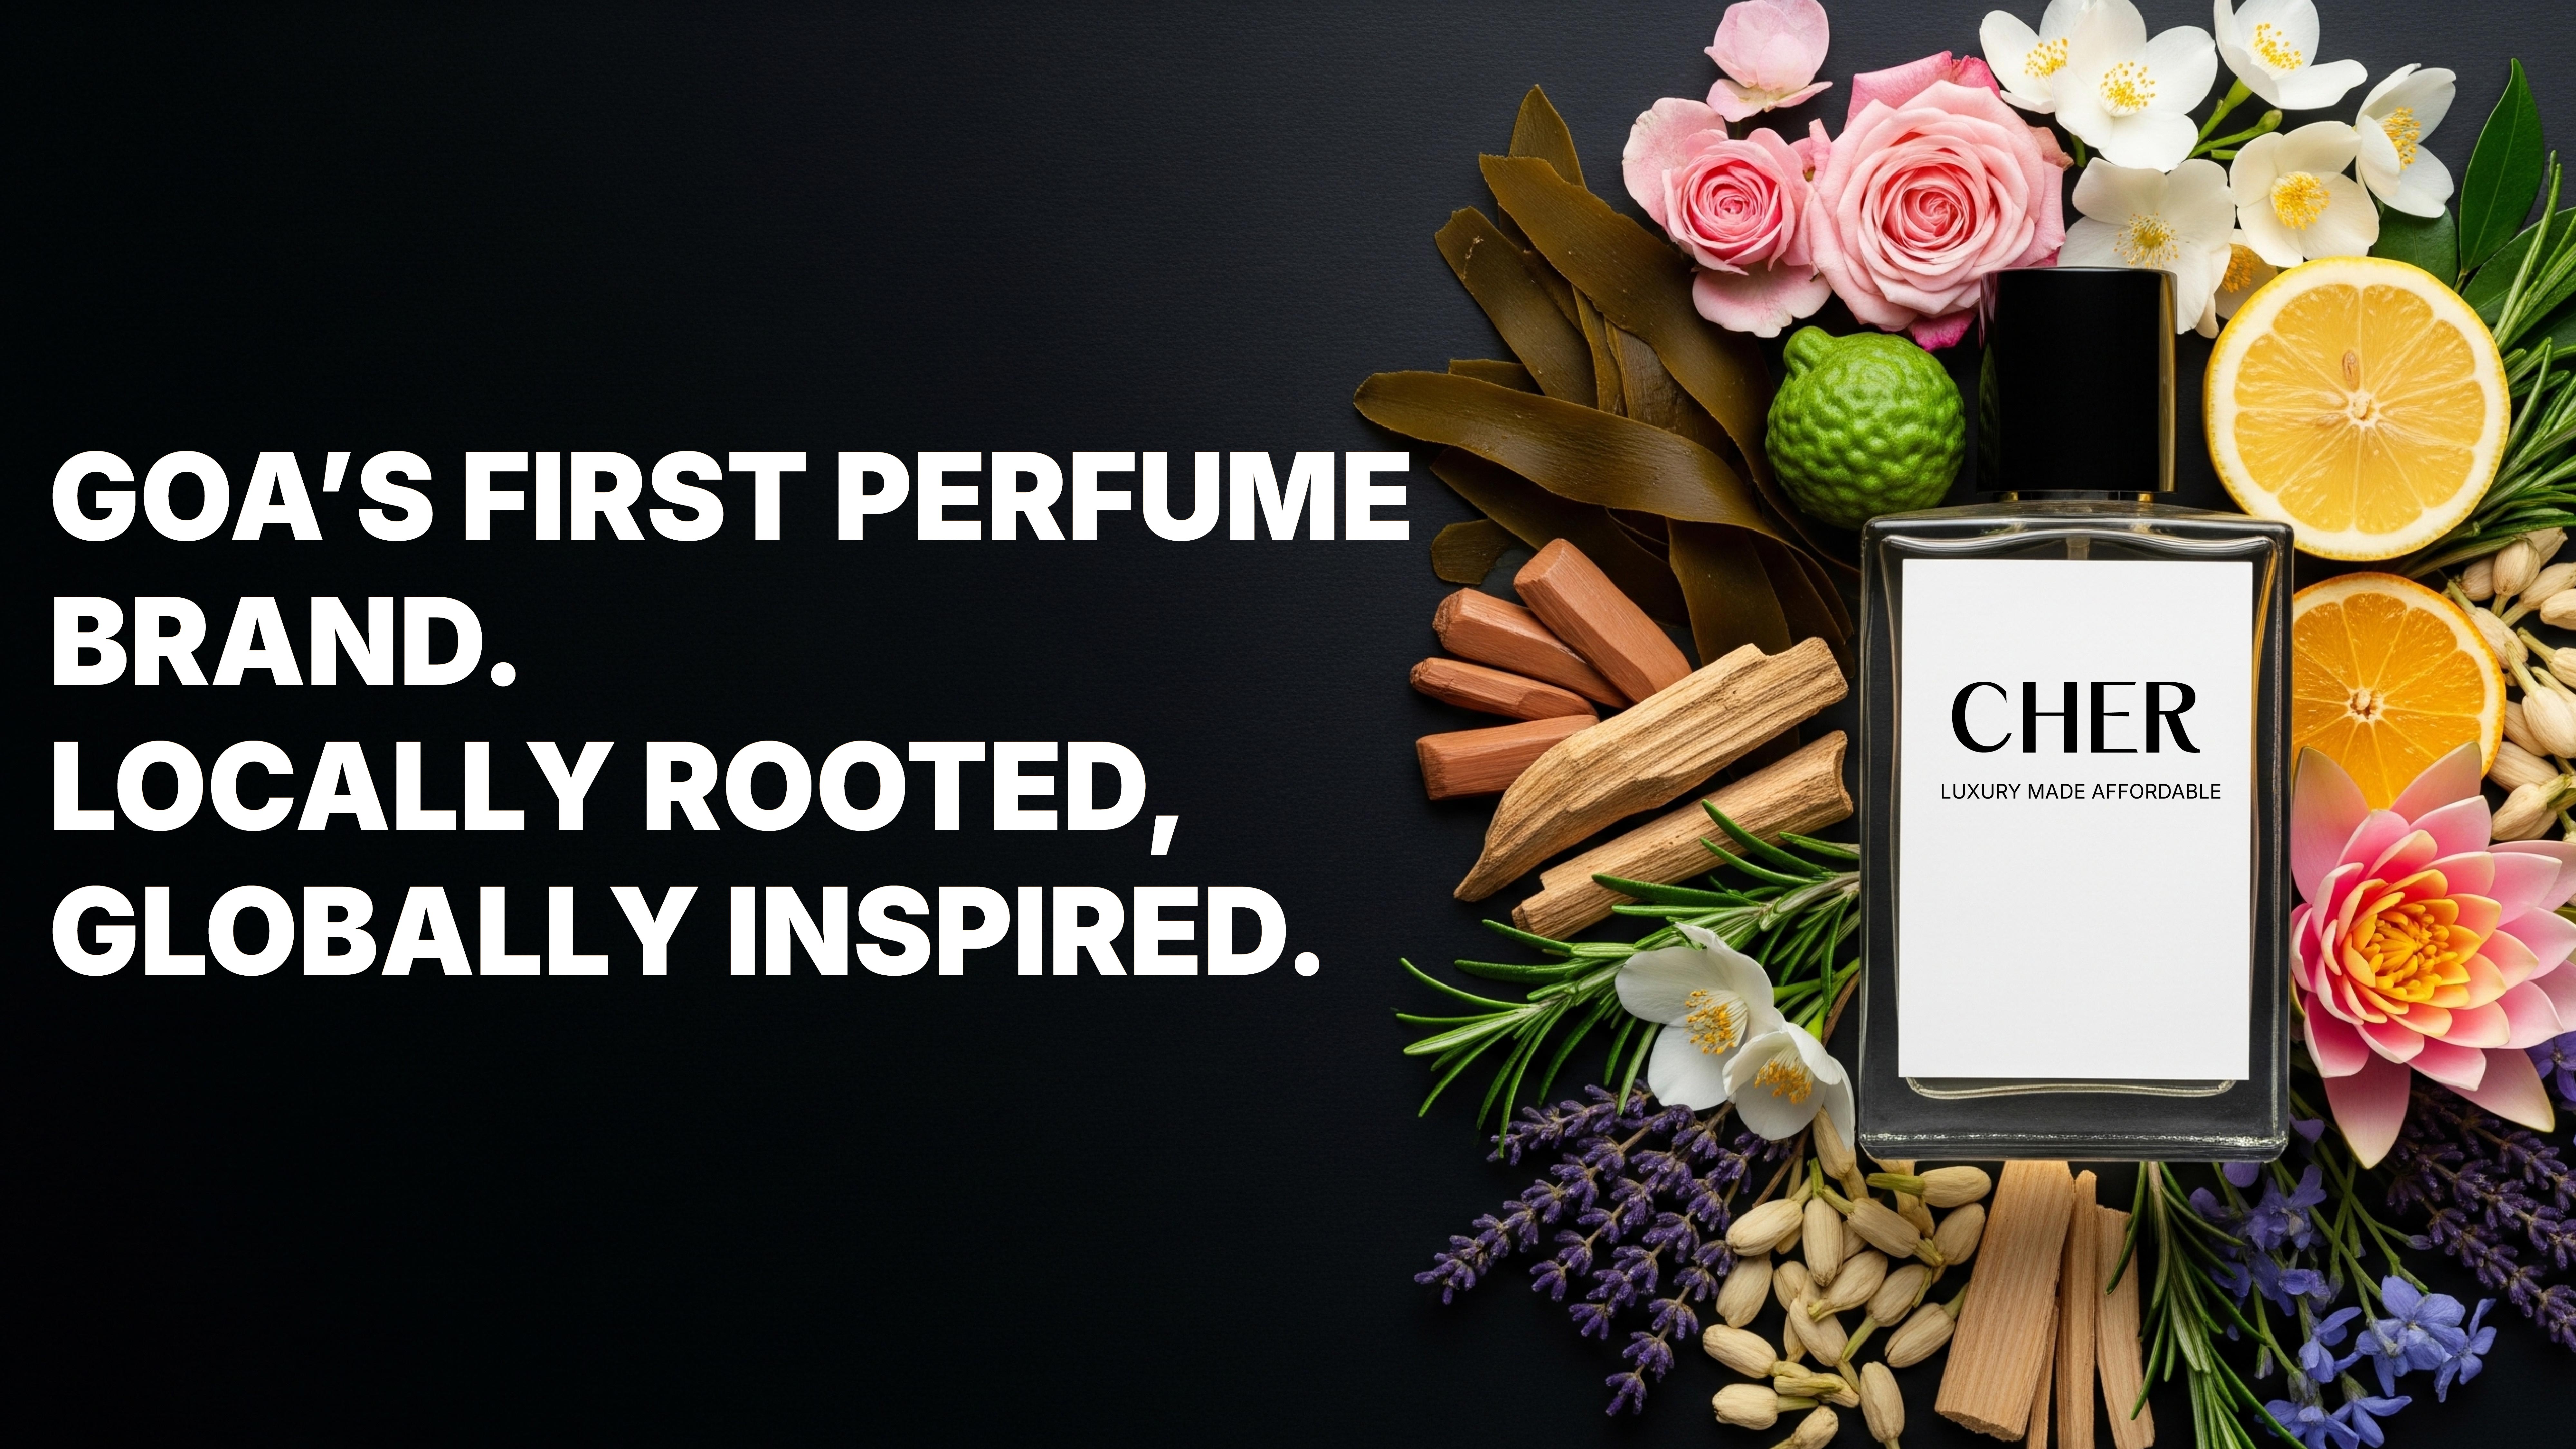 GOA’S FIRST PERFUME
BRAND.
LOCALLY ROOTED,
GLOBALLY INSPIRED.
CHER
LUXURY MADE AFFORDABLE